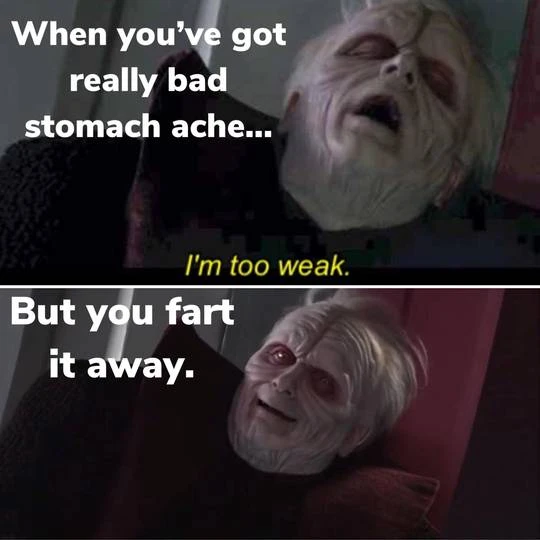 When you’ve got
really bad
stomach ache...
I'm too weak.
But you fart
it away.